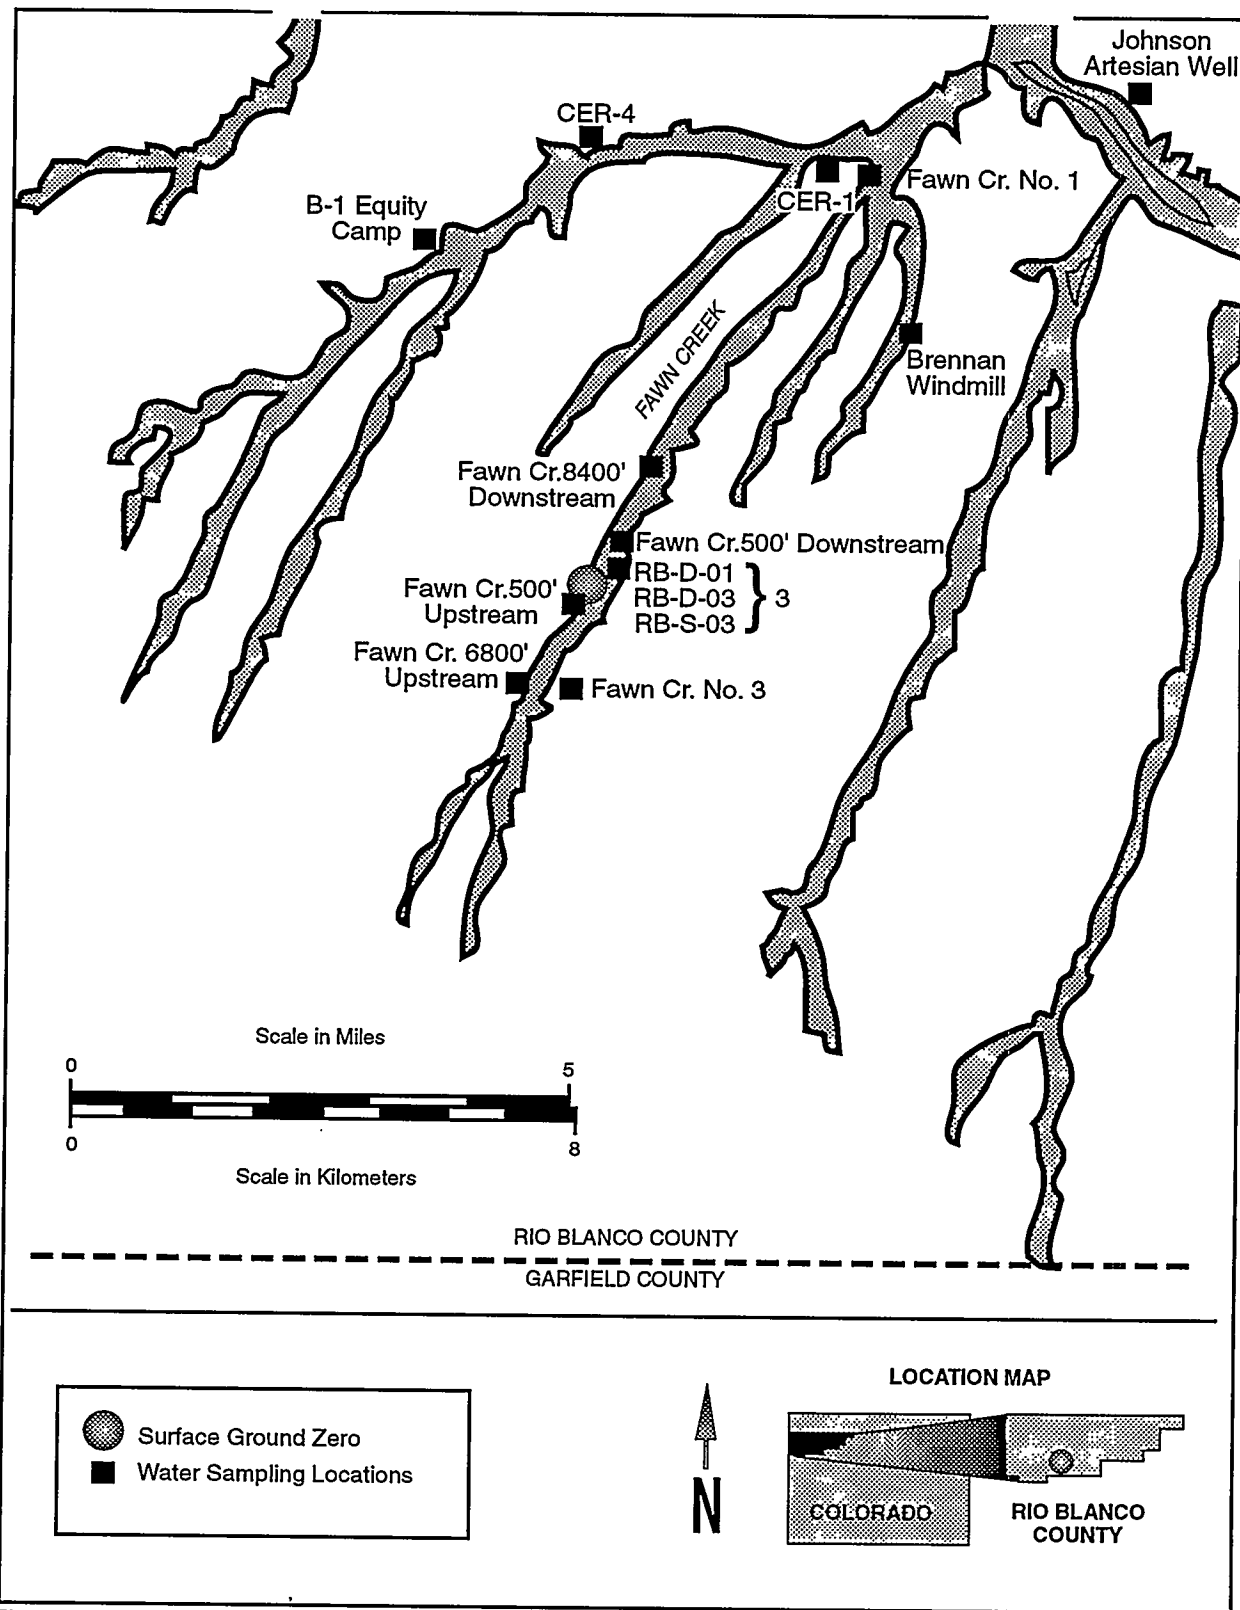 Johnson
Artesian Well
CER-4
CER-1
Fawn Cr. No. 1
B-1 Equity
Camp
FAWN CREEK
Brennan
Windmill
Fawn Cr.8400'
Downstream
Fawn Cr.500' Downstream
RB-D-01
RB-D-03
RB-S-03
3
Fawn Cr.500'
Upstream
Fawn Cr. 6800'
Upstream
Fawn Cr. No. 3
Scale in Miles
0 5
0 8
Scale in Kilometers
RIO BLANCO COUNTY
GARFIELD COUNTY
LOCATION MAP
Surface Ground Zero
Water Sampling Locations
N
COLORADO
RIO BLANCO
COUNTY